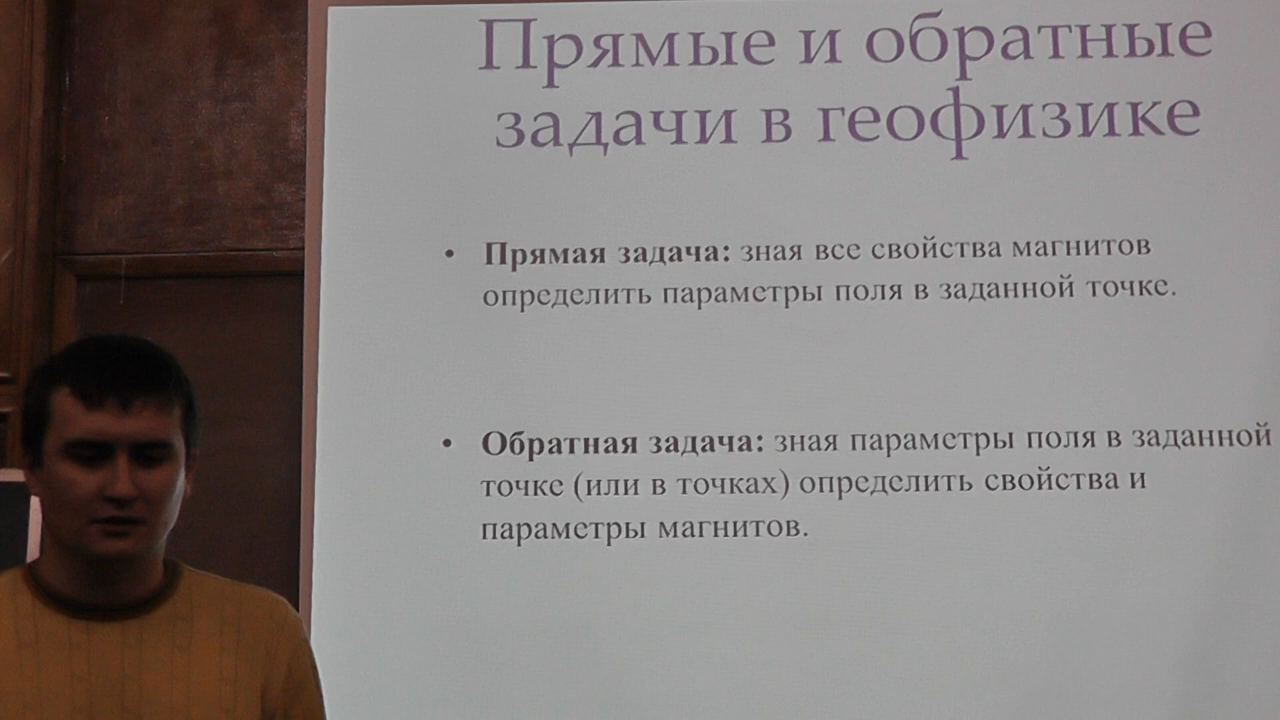 Прямые и обратные
задачи в геофизике
• Прямая задача: зная все свойства магнитов
определить параметры поля в заданной точке.
• Обратная задача: зная параметры поля в заданной
точке (или в точках) определить свойства и
параметры магнитов.